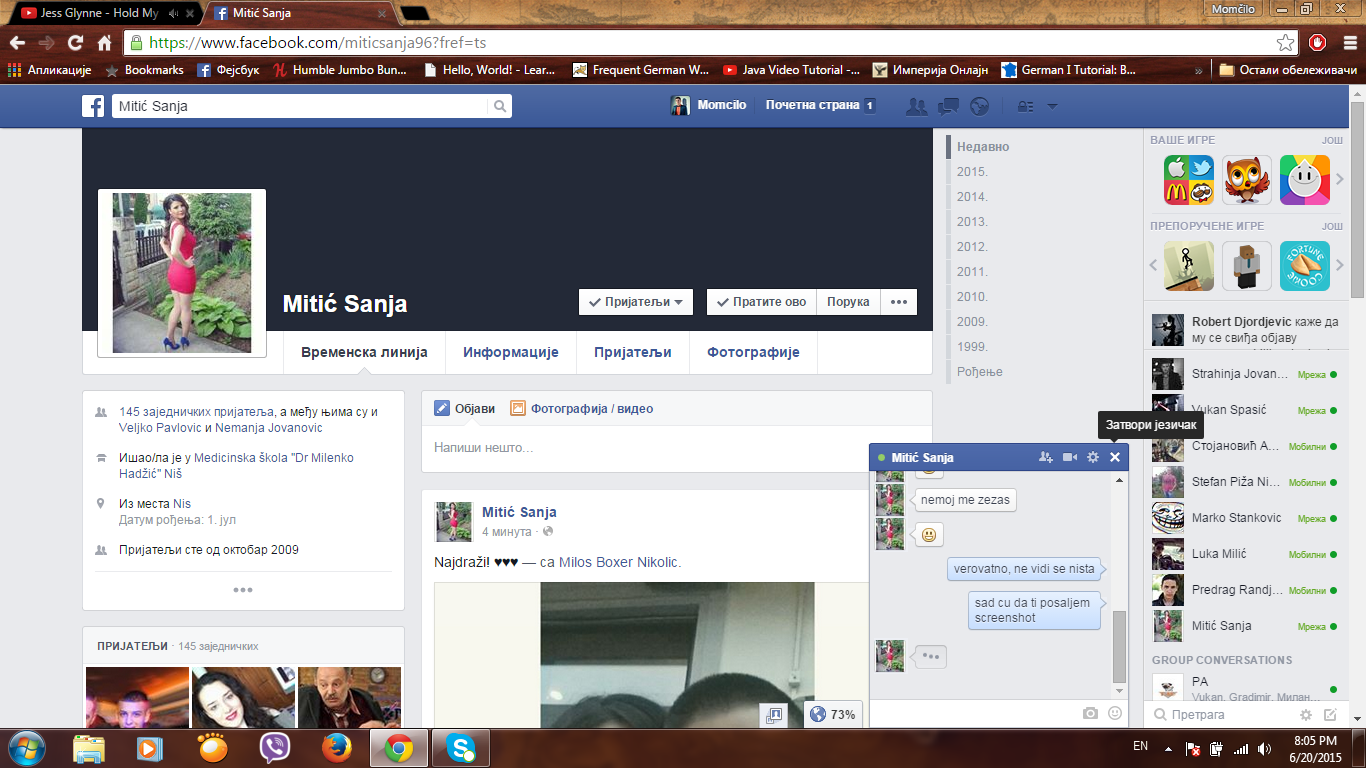 Jess Glynne - Hold My
Mitić Sanja
Momčilo
https://www.facebook.com/miticsanja96?fref=ts
Апликације
Bookmarks
Фејсбук
Humble Jumbo Bun...
Hello, World! - Lear...
Frequent German W...
Java Video Tutorial -...
Империја Онлајн
German I Tutorial: B...
»
Остали обележивачи
Mitić Sanja
Momcilo
Почетна страна 1
Mitić Sanja
Пријатељи
Пратите ово
Порука
Временска линија
Информације
Пријатељи
Фотографије
145 заједничких пријатеља, а међу њима су и
Veljko Pavlovic и Nemanja Jovanovic
Ишао/ла је у Medicinska škola "Dr Milenko
Hadžić" Niš
Из места Nis
Датум рођења: 1. јул
Пријатељи сте од октобар 2009
ПРИЈАТЕЉИ · 145 заједничких
Објави
Фотографија / видео
Напиши нешто...
Mitić Sanja
4 минута ·
Najdraži! ♥♥♥ — са Milos Boxer Nikolic.
73%
Недавно
2015.
2014.
2013.
2012.
2011.
2010.
2009.
1999.
Рођење
Затвори језичак
Mitić Sanja
nemoj me zezas
verovatno, ne vidi se nista
sad cu da ti posaljem
screenshot
ВАШЕ ИГРЕ
ЈОШ
ПРЕПОРУЧЕНЕ ИГРЕ
ЈОШ
FORTUNE
COOKIE
Robert Djordjevic каже да
му се свиђа објаву
Strahinja Jovan...
Мрежа
Vukan Spasić
Мрежа
Стојановић А...
Мобилни
Stefan Piža Ni...
Мобилни
Marko Stankovic
Мрежа
Luka Milić
Мобилни
Predrag Randj...
Мобилни
Mitić Sanja
Мрежа
GROUP CONVERSATIONS
PA
Vukan, Gradimir, Милан...
Претрага
EN
8:05 PM
6/20/2015